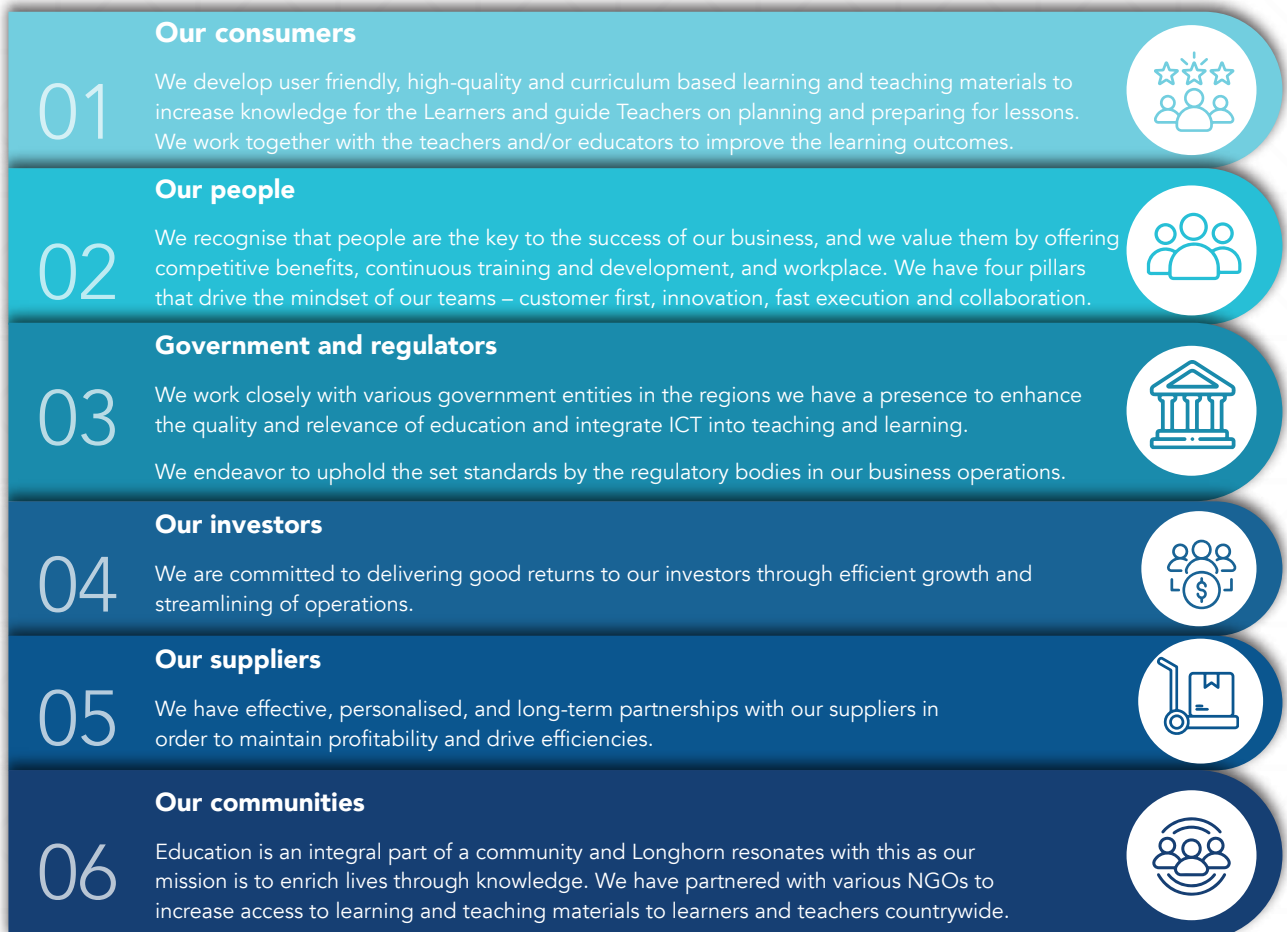 Our consumers
01
We develop user friendly, high-quality and curriculum based learning and teaching materials to
increase knowledge for the Learners and guide Teachers on planning and preparing for lessons.
We work together with the teachers and/or educators to improve the learning outcomes.
Our people
02
We recognise that people are the key to the success of our business, and we value them by offering
competitive benefits, continuous training and development, and workplace. We have four pillars
that drive the mindset of our teams – customer first, innovation, fast execution and collaboration.
Government and regulators
03
We work closely with various government entities in the regions we have a presence to enhance
the quality and relevance of education and integrate ICT into teaching and learning.
We endeavor to uphold the set standards by the regulatory bodies in our business operations.
Our investors
04
We are committed to delivering good returns to our investors through efficient growth and
streamlining of operations.
Our suppliers
05
We have effective, personalised, and long-term partnerships with our suppliers in
order to maintain profitability and drive efficiencies.
Our communities
06
Education is an integral part of a community and Longhorn resonates with this as our
mission is to enrich lives through knowledge. We have partnered with various NGOs to
increase access to learning and teaching materials to learners and teachers countrywide.